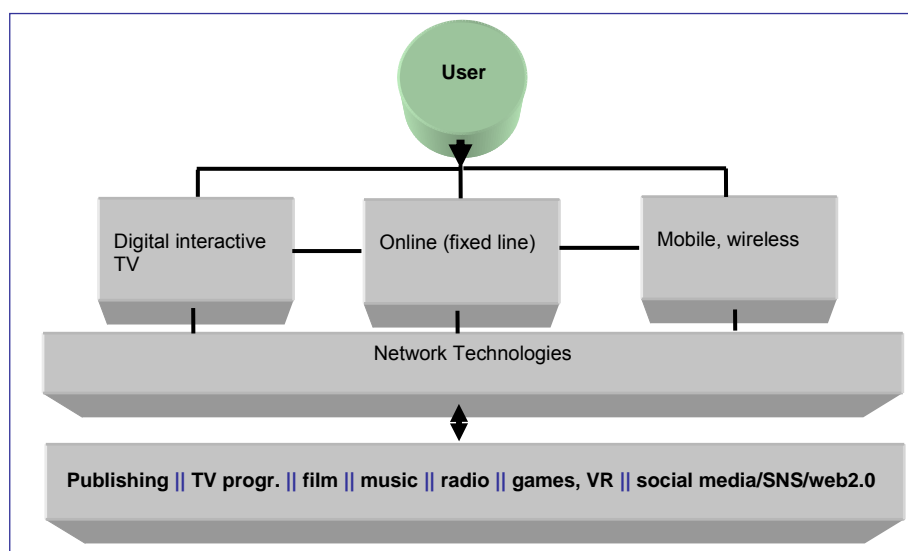 User
Digital interactive
TV
Online (fixed line)
Mobile, wireless
Network Technologies
Publishing || TV progr. || film || music || radio || games, VR || social media/SNS/web2.0